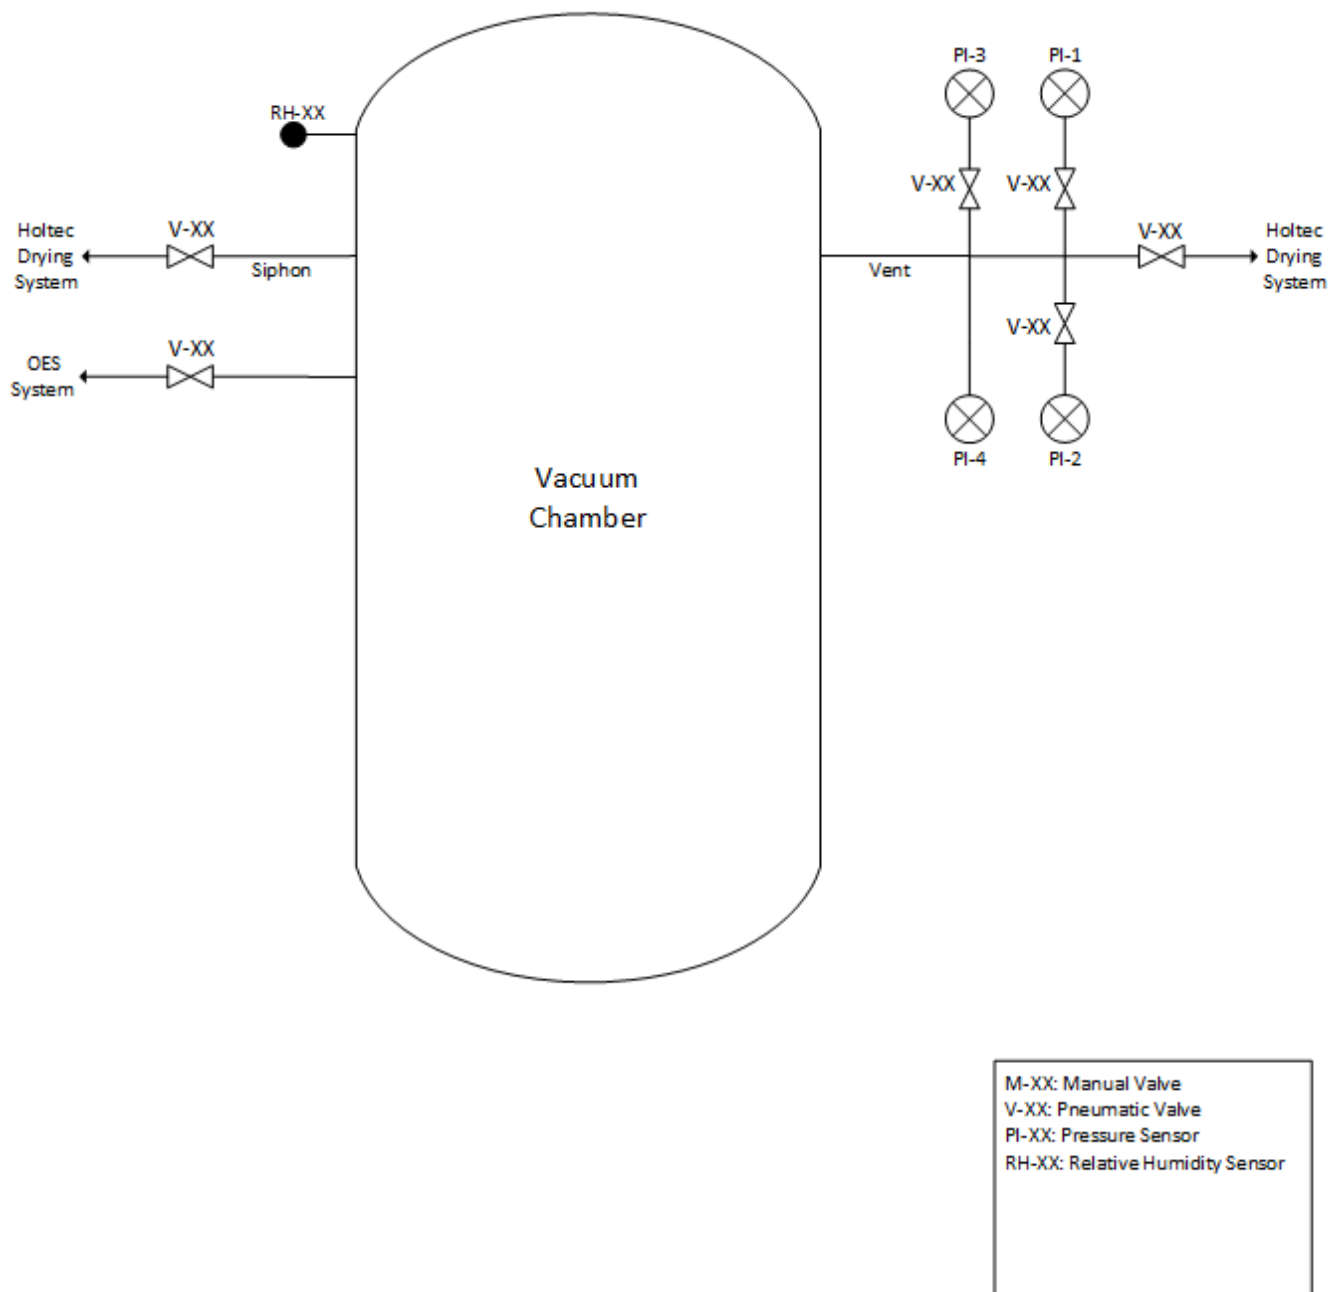 PI-3
PI-1
RH-XX
V-XX
V-XX
Holtec
Drying
System
V-XX
Siphon
Vent
V-XX
Holtec
Drying
System
V-XX
OES
System
V-XX
PI-4
PI-2
Vacuum
Chamber
M-XX: Manual Valve
V-XX: Pneumatic Valve
PI-XX: Pressure Sensor
RH-XX: Relative Humidity Sensor